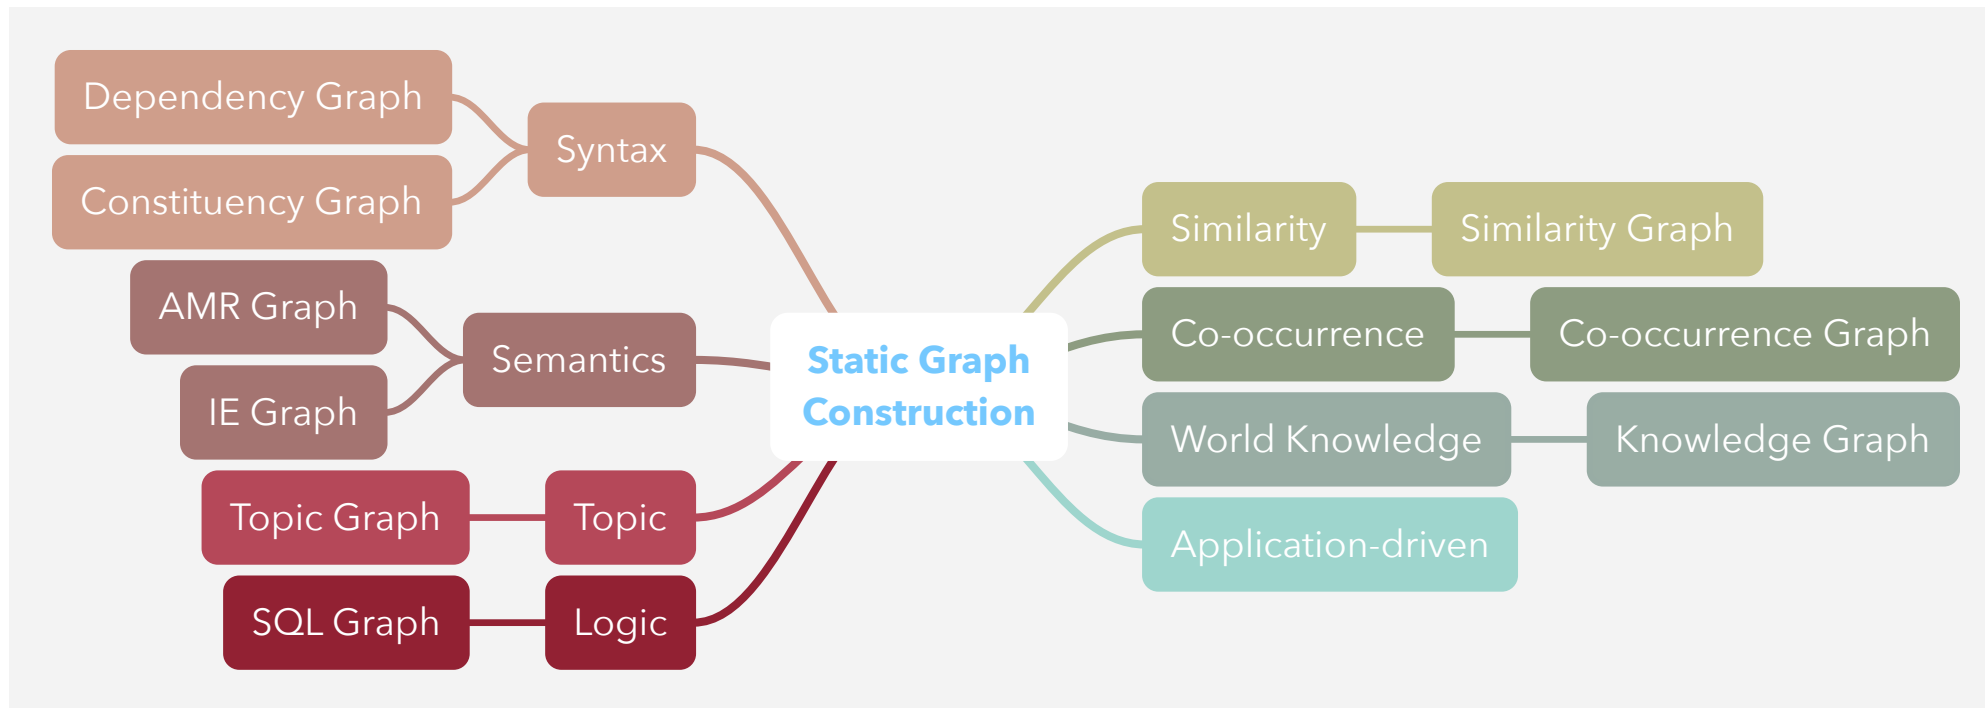 Dependency Graph
Constituency Graph
Syntax
AMR Graph
IE Graph
Semantics
Topic Graph
Topic
SQL Graph
Logic
Static Graph
Construction
Similarity
Similarity Graph
Co-occurrence
Co-occurrence Graph
World Knowledge
Knowledge Graph
Application-driven